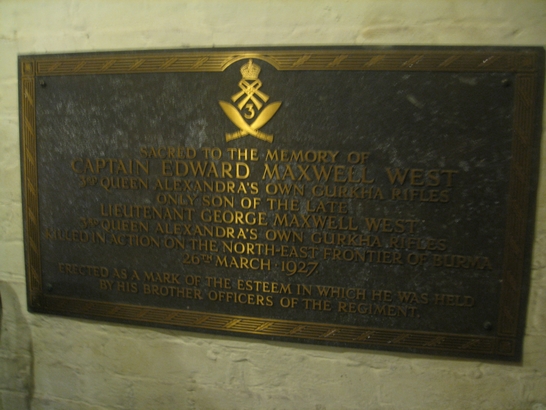 3
SACRED TO THE MEMORY OF
CAPTAIN EDWARD MAXWELL WEST
3RD QUEEN ALEXANDRA'S OWN GURKHA RIFLES
ONLY SON OF THE LATE
LIEUTENANT GEORGE MAXWELL WEST
3RD QUEEN ALEXANDRA'S OWN GURKHA RIFLES
KILLED IN ACTION ON THE NORTH-EAST FRONTIER OF BURMA
26TH MARCH 1927
ERECTED AS A MARK OF THE ESTEEM IN WHICH HE WAS HELD
BY HIS BROTHER OFFICERS OF THE REGIMENT.